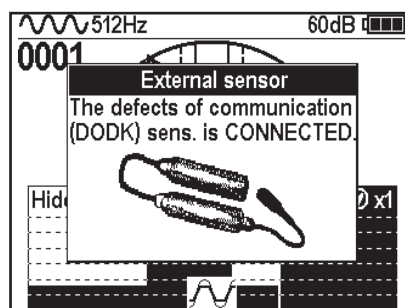 512Hz 60dB
0001
External sensor
The defects of communication
(DODK) sens. is CONNECTED.
x1